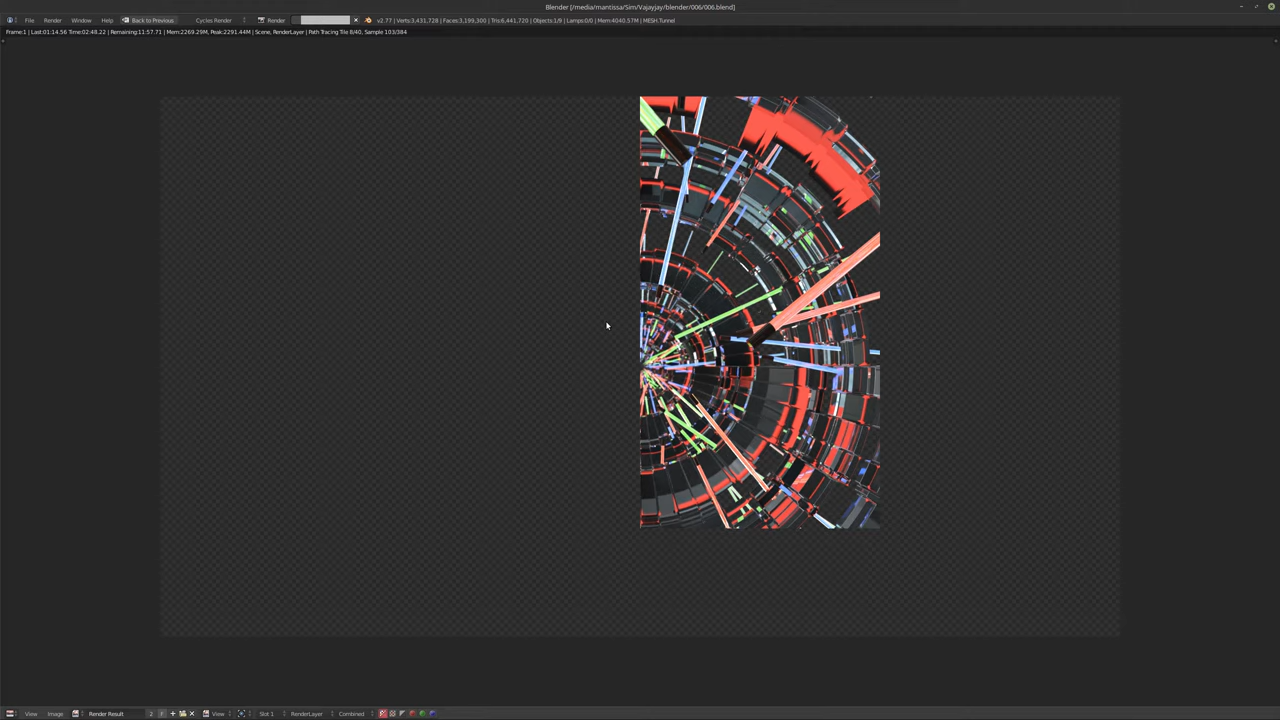 Blender [/media/mantissa/Sim/Vajayjay/blender/006/006.blend]
File Render Window Help Back to Previous Cycles Render Render v2.77 | Verts:3,431,728 | Faces:3,199,300 | Tris:6,441,720 | Objects:1/9 | Lamps:0/0 | Mem:4040.57M | MESH.Tunnel
Frame:1 | Last:01:14.56 Time:02:48.22 | Remaining:11:57.71 | Mem:2269.29M, Peak:2291.44M | Scene, RenderLayer | Path Tracing Tile 8/40, Sample 103/384
View Image Render Result 2 F View Slot 1 RenderLayer Combined